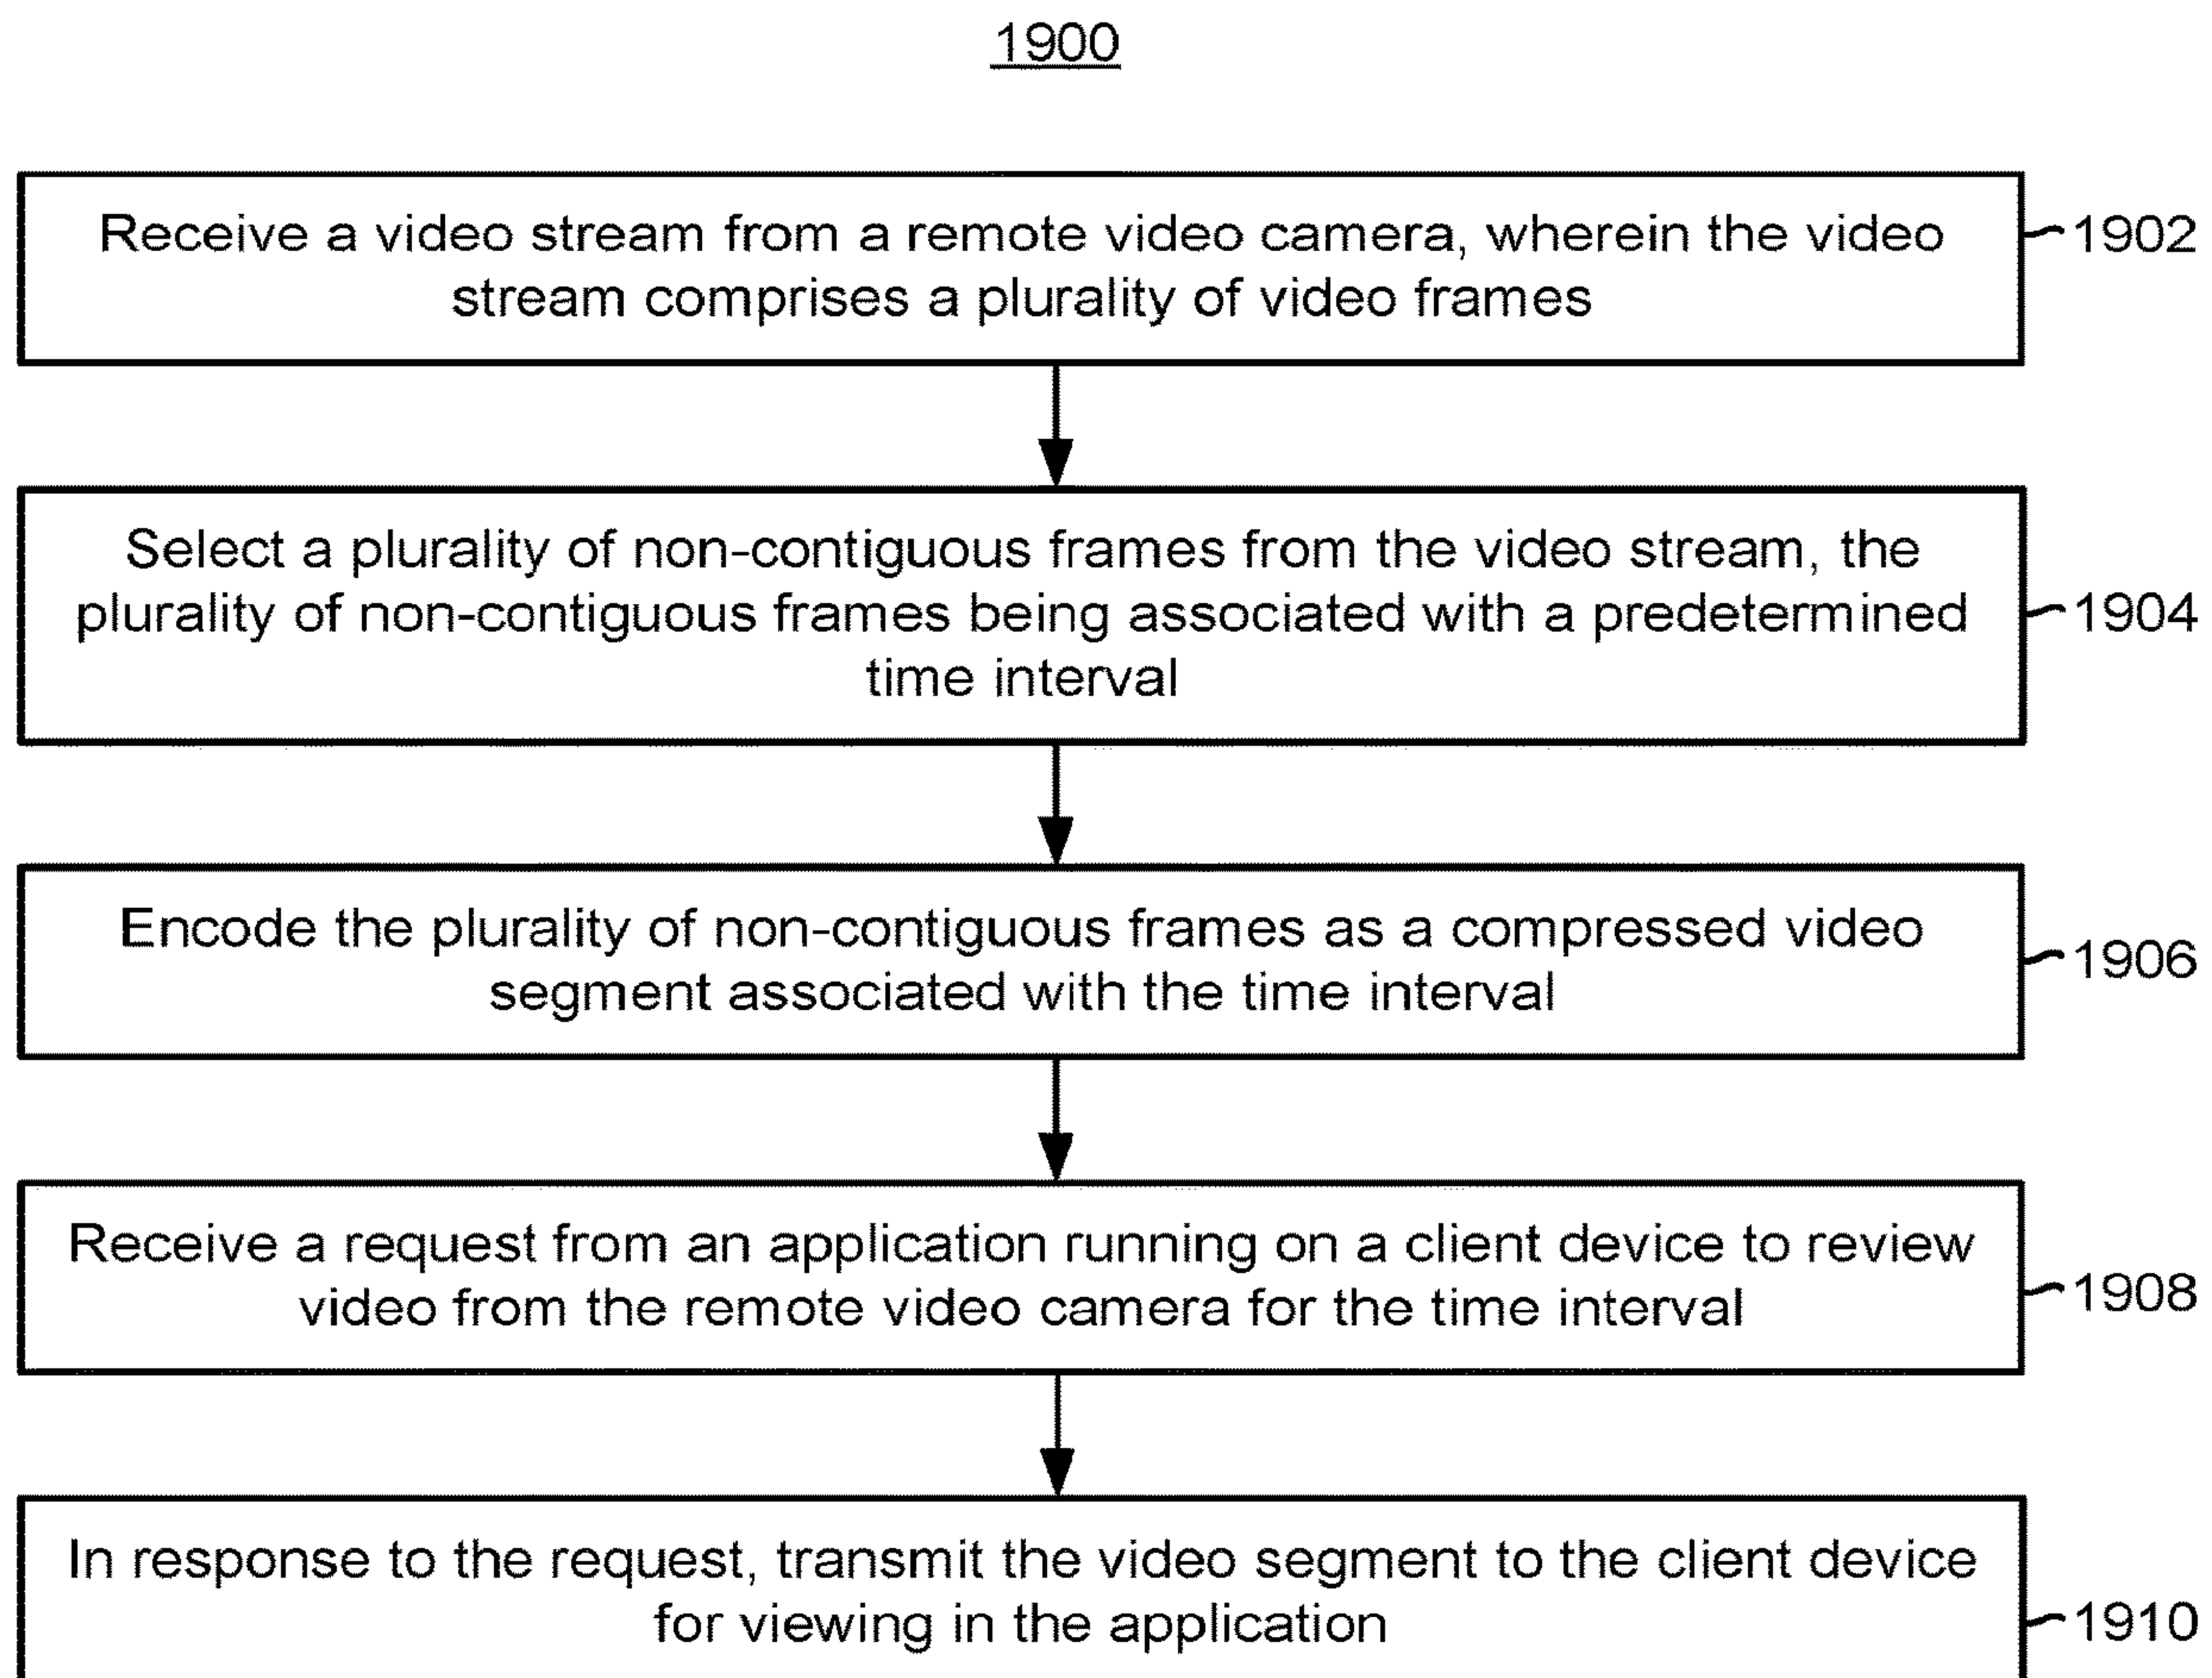 1900
Receive a video stream from a remote video camera, wherein the video
stream comprises a plurality of video frames
1902
Select a plurality of non-contiguous frames from the video stream, the
plurality of non-contiguous frames being associated with a predetermined
time interval
1904
Encode the plurality of non-contiguous frames as a compressed video
segment associated with the time interval
1906
Receive a request from an application running on a client device to review
video from the remote video camera for the time interval
1908
In response to the request, transmit the video segment to the client device
for viewing in the application
1910